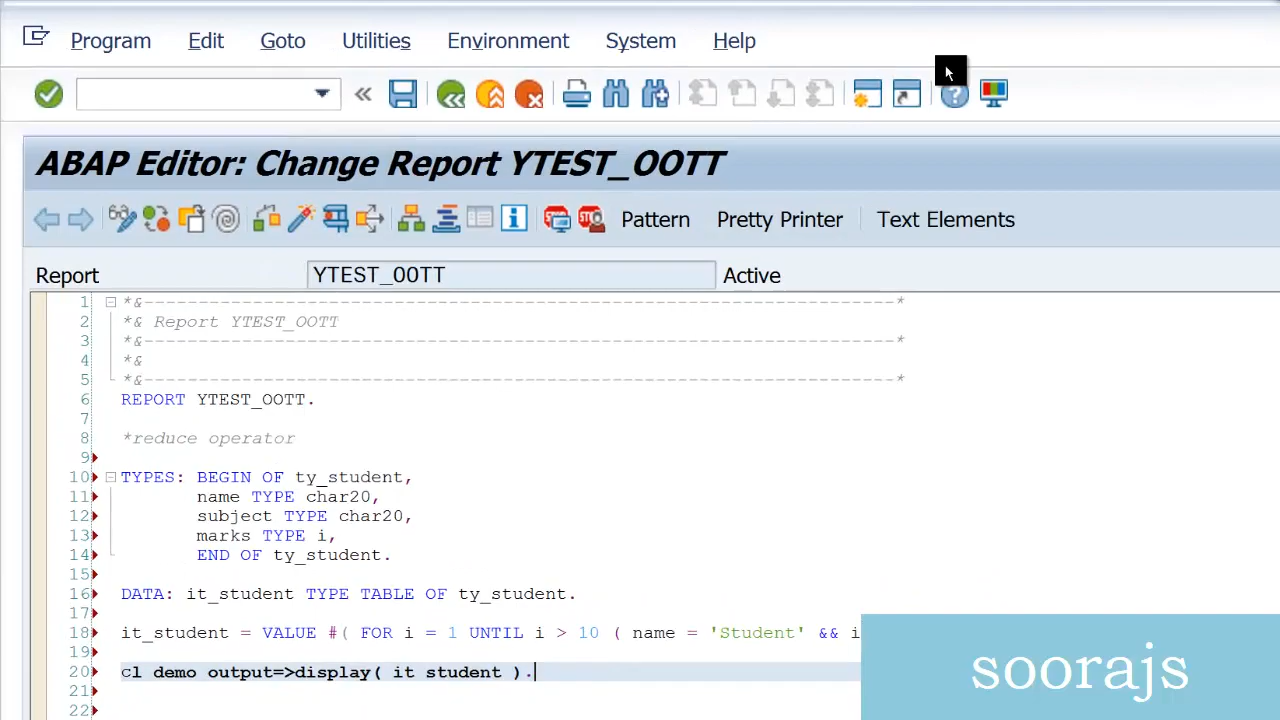 Program Edit Goto Utilities Environment System Help
ABAP Editor: Change Report YTEST_OOTT
Pattern Pretty Printer Text Elements
Report YTEST_OOTT Active
1 *&---------------------------------------------------------------------*
2 *& Report YTEST_OOTT
3 *&---------------------------------------------------------------------*
4 *&
5 *&---------------------------------------------------------------------*
6 REPORT YTEST_OOTT.
7
8 *reduce operator
9
10 TYPES: BEGIN OF ty_student,
11 name TYPE char20,
12 subject TYPE char20,
13 marks TYPE i,
14 END OF ty_student.
15
16 DATA: it_student TYPE TABLE OF ty_student.
17
18 it_student = VALUE #( FOR i = 1 UNTIL i > 10 ( name = 'Student' && i
19
20 cl demo output=>display( it student ).
21
22
soorajs